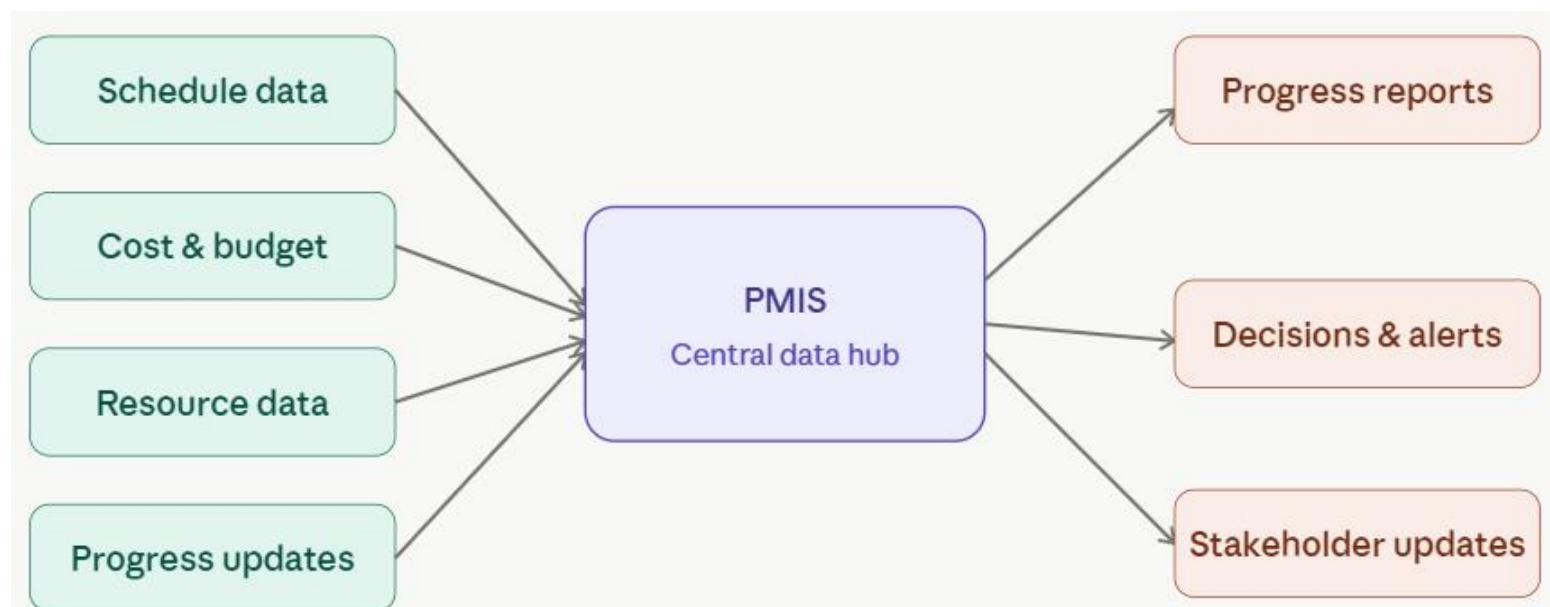 Schedule data
Cost & budget
Resource data
Progress updates
PMIS
Central data hub
Progress reports
Decisions & alerts
Stakeholder updates